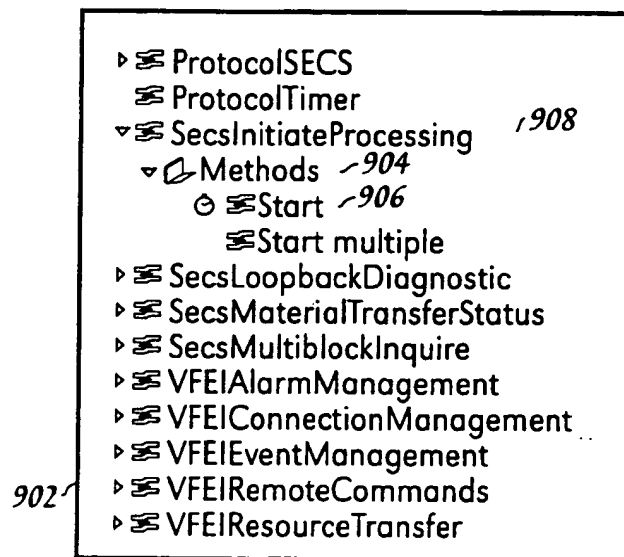 ProtocolSECS
ProtocolTimer
SecsInitiateProcessing 908
Methods 904
Start 906
Start multiple
SecsLoopbackDiagnostic
SecsMaterialTransferStatus
SecsMultiblockInquire
VFEIAlarmManagement
VFEIConnectionManagement
VFEIEventManagement
902 VFEIRemoteCommands
VFEIResourceTransfer